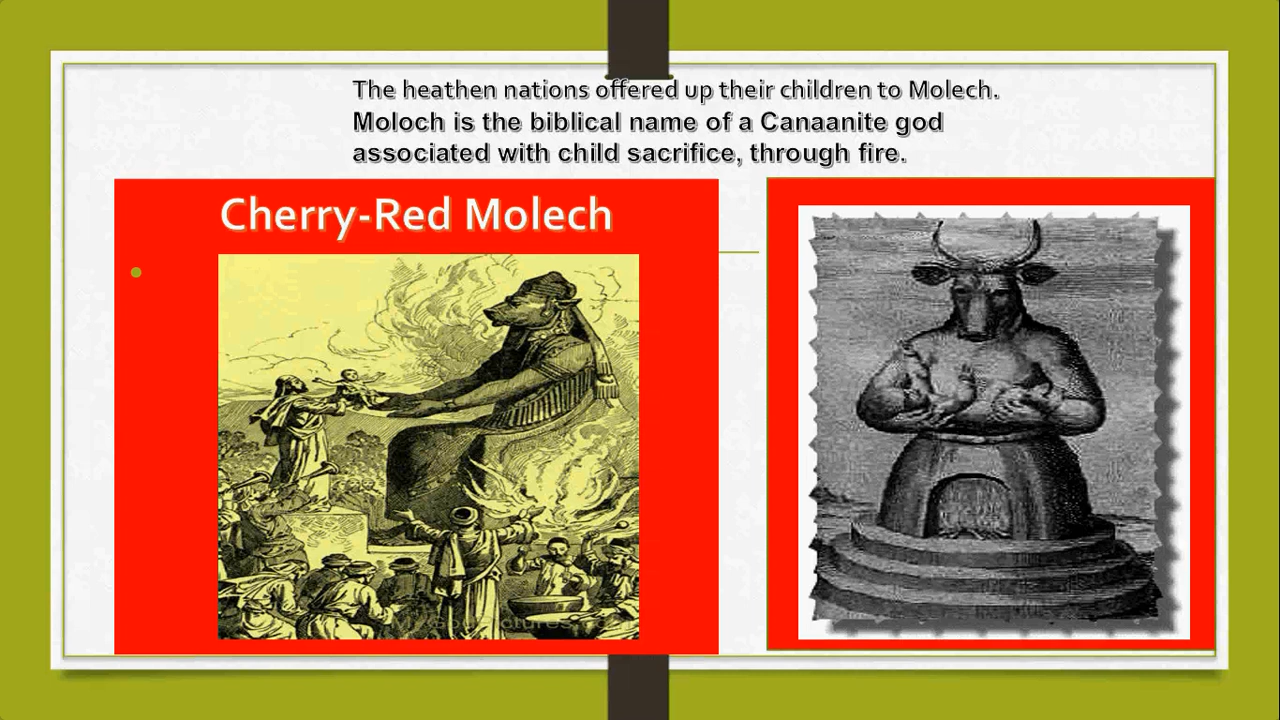 The heathen nations offered up their children to Molech.
Moloch is the biblical name of a Canaanite god
associated with child sacrifice, through fire.
Cherry-Red Molech